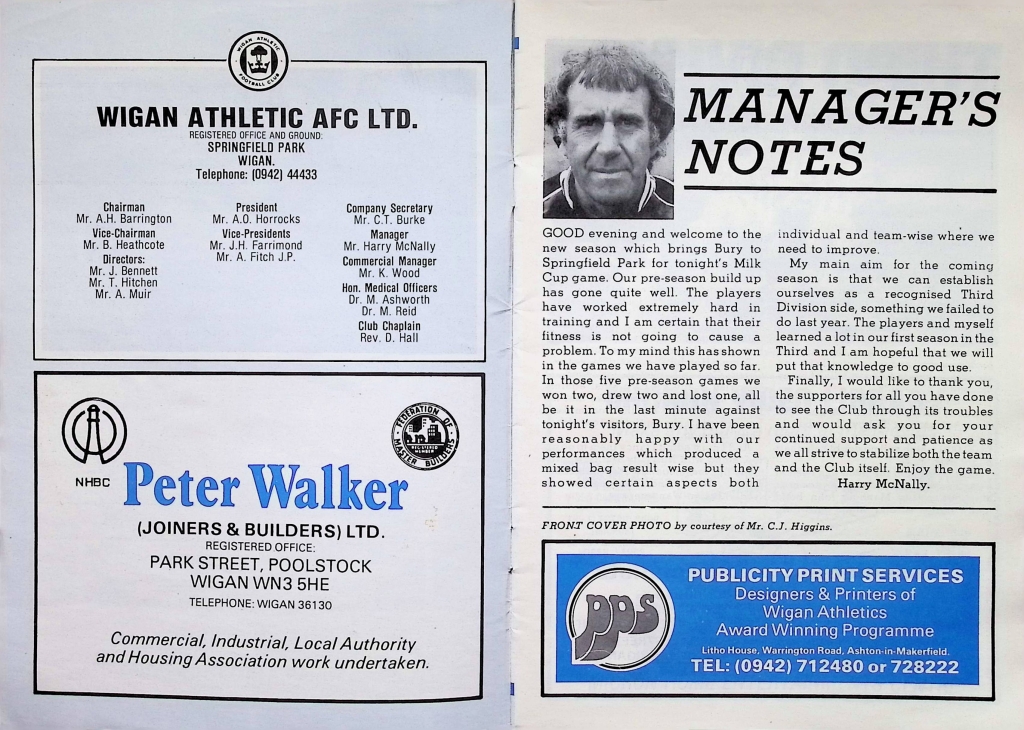 WIGAN ATHLETIC
FOOTBALL CLUB
WIGAN ATHLETIC AFC LTD.
REGISTERED OFFICE AND GROUND:
SPRINGFIELD PARK
WIGAN.
Telephone: (0942) 44433
Chairman
Mr. A.H. Barrington
Vice-Chairman
Mr. B. Heathcote
Directors:
Mr. J. Bennett
Mr. T. Hitchen
Mr. A. Muir
President
Mr. A.O. Horrocks
Vice-Presidents
Mr. J.H. Farrimond
Mr. A. Fitch J.P.
Company Secretary
Mr. C.T. Burke
Manager
Mr. Harry McNally
Commercial Manager
Mr. K. Wood
Hon. Medical Officers
Dr. M. Ashworth
Dr. M. Reid
Club Chaplain
Rev. D. Hall
NHBC
FEDERATION OF
MASTER BUILDERS
REGISTERED
NUMBER
Peter Walker
(JOINERS & BUILDERS) LTD.
REGISTERED OFFICE:
PARK STREET, POOLSTOCK
WIGAN WN3 5HE
TELEPHONE: WIGAN 36130
Commercial, Industrial, Local Authority
and Housing Association work undertaken.
MANAGER'S
NOTES
GOOD evening and welcome to the
new season which brings Bury to
Springfield Park for tonight's Milk
Cup game. Our pre-season build up
has gone quite well. The players
have worked extremely hard in
training and I am certain that their
fitness is not going to cause a
problem. To my mind this has shown
in the games we have played so far.
In those five pre-season games we
won two, drew two and lost one, all
be it in the last minute against
tonight's visitors, Bury. I have been
reasonably happy with our
performances which produced a
mixed bag result wise but they
showed certain aspects both
individual and team-wise where we
need to improve.
My main aim for the coming
season is that we can establish
ourselves as a recognised Third
Division side, something we failed to
do last year. The players and myself
learned a lot in our first season in the
Third and I am hopeful that we will
put that knowledge to good use.
Finally, I would like to thank you,
the supporters for all you have done
to see the Club through its troubles
and would ask you for your
continued support and patience as
we all strive to stabilize both the team
and the Club itself. Enjoy the game.
Harry McNally.
FRONT COVER PHOTO by courtesy of Mr. C.J. Higgins.
pps
PUBLICITY PRINT SERVICES
Designers & Printers of
Wigan Athletics
Award Winning Programme
Litho House, Warrington Road, Ashton-in-Makerfield.
TEL: (0942) 712480 or 728222